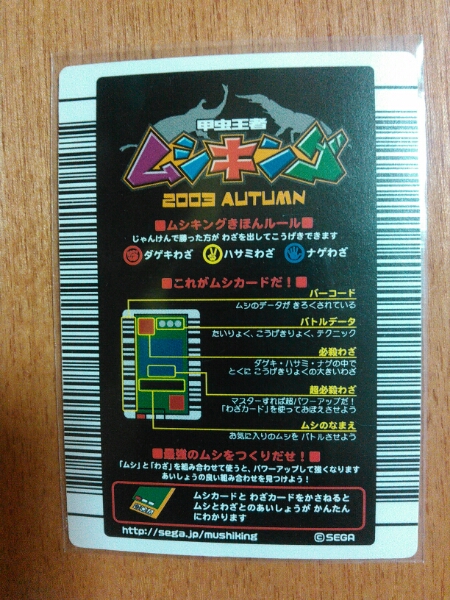 甲虫王者
ムシキング
2003 AUTUMN
■ムシキングきほんルール■
じゃんけんで勝った方が わざを出してこうげきできます
ダゲキわざ ハサミわざ ナゲわざ
■これがムシカードだ!■
バーコード
ムシのデータが きろくされている
バトルデータ
たいりょく、こうげきりょく、テクニック
必殺わざ
ダゲキ・ハサミ・ナゲの中で
とくに こうげきりょくの大きいわざ
超必殺わざ
マスターすれば超パワーアップだ!
「わざカード」を使っておぼえさせよう
ムシのなまえ
お気に入りのムシを バトルさせよう
■最強のムシをつくりだせ!■
「ムシ」と「わざ」を組み合わせて使うと、パワーアップして強くなります
あいしょうの良い組み合わせを見つけよう!
ムシカードと わざカードをかさねると
ムシとわざとのあいしょうが かんたん
にわかります
http://sega.jp/mushiking
©SEGA